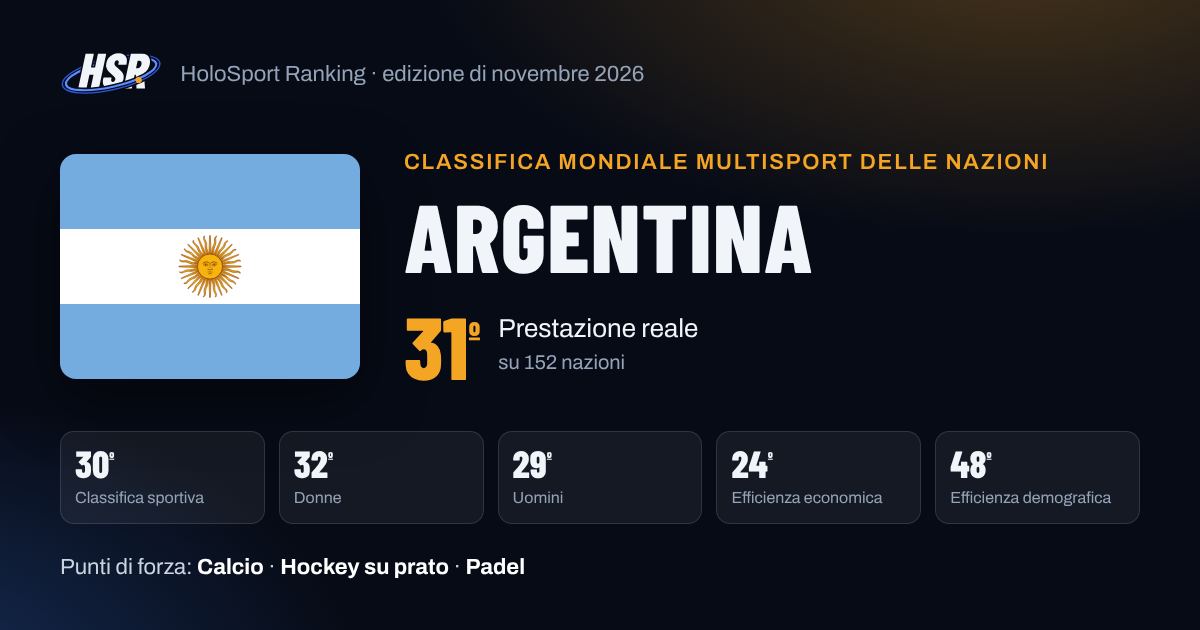 HSR
HoloSport Ranking · edizione di novembre 2026
CLASSIFICA MONDIALE MULTISPORT DELLE NAZIONI
ARGENTINA
31º
Prestazione reale
su 152 nazioni
30º
Classifica sportiva
32º
Donne
29º
Uomini
24º
Efficienza economica
48º
Efficienza demografica
Punti di forza: Calcio · Hockey su prato · Padel